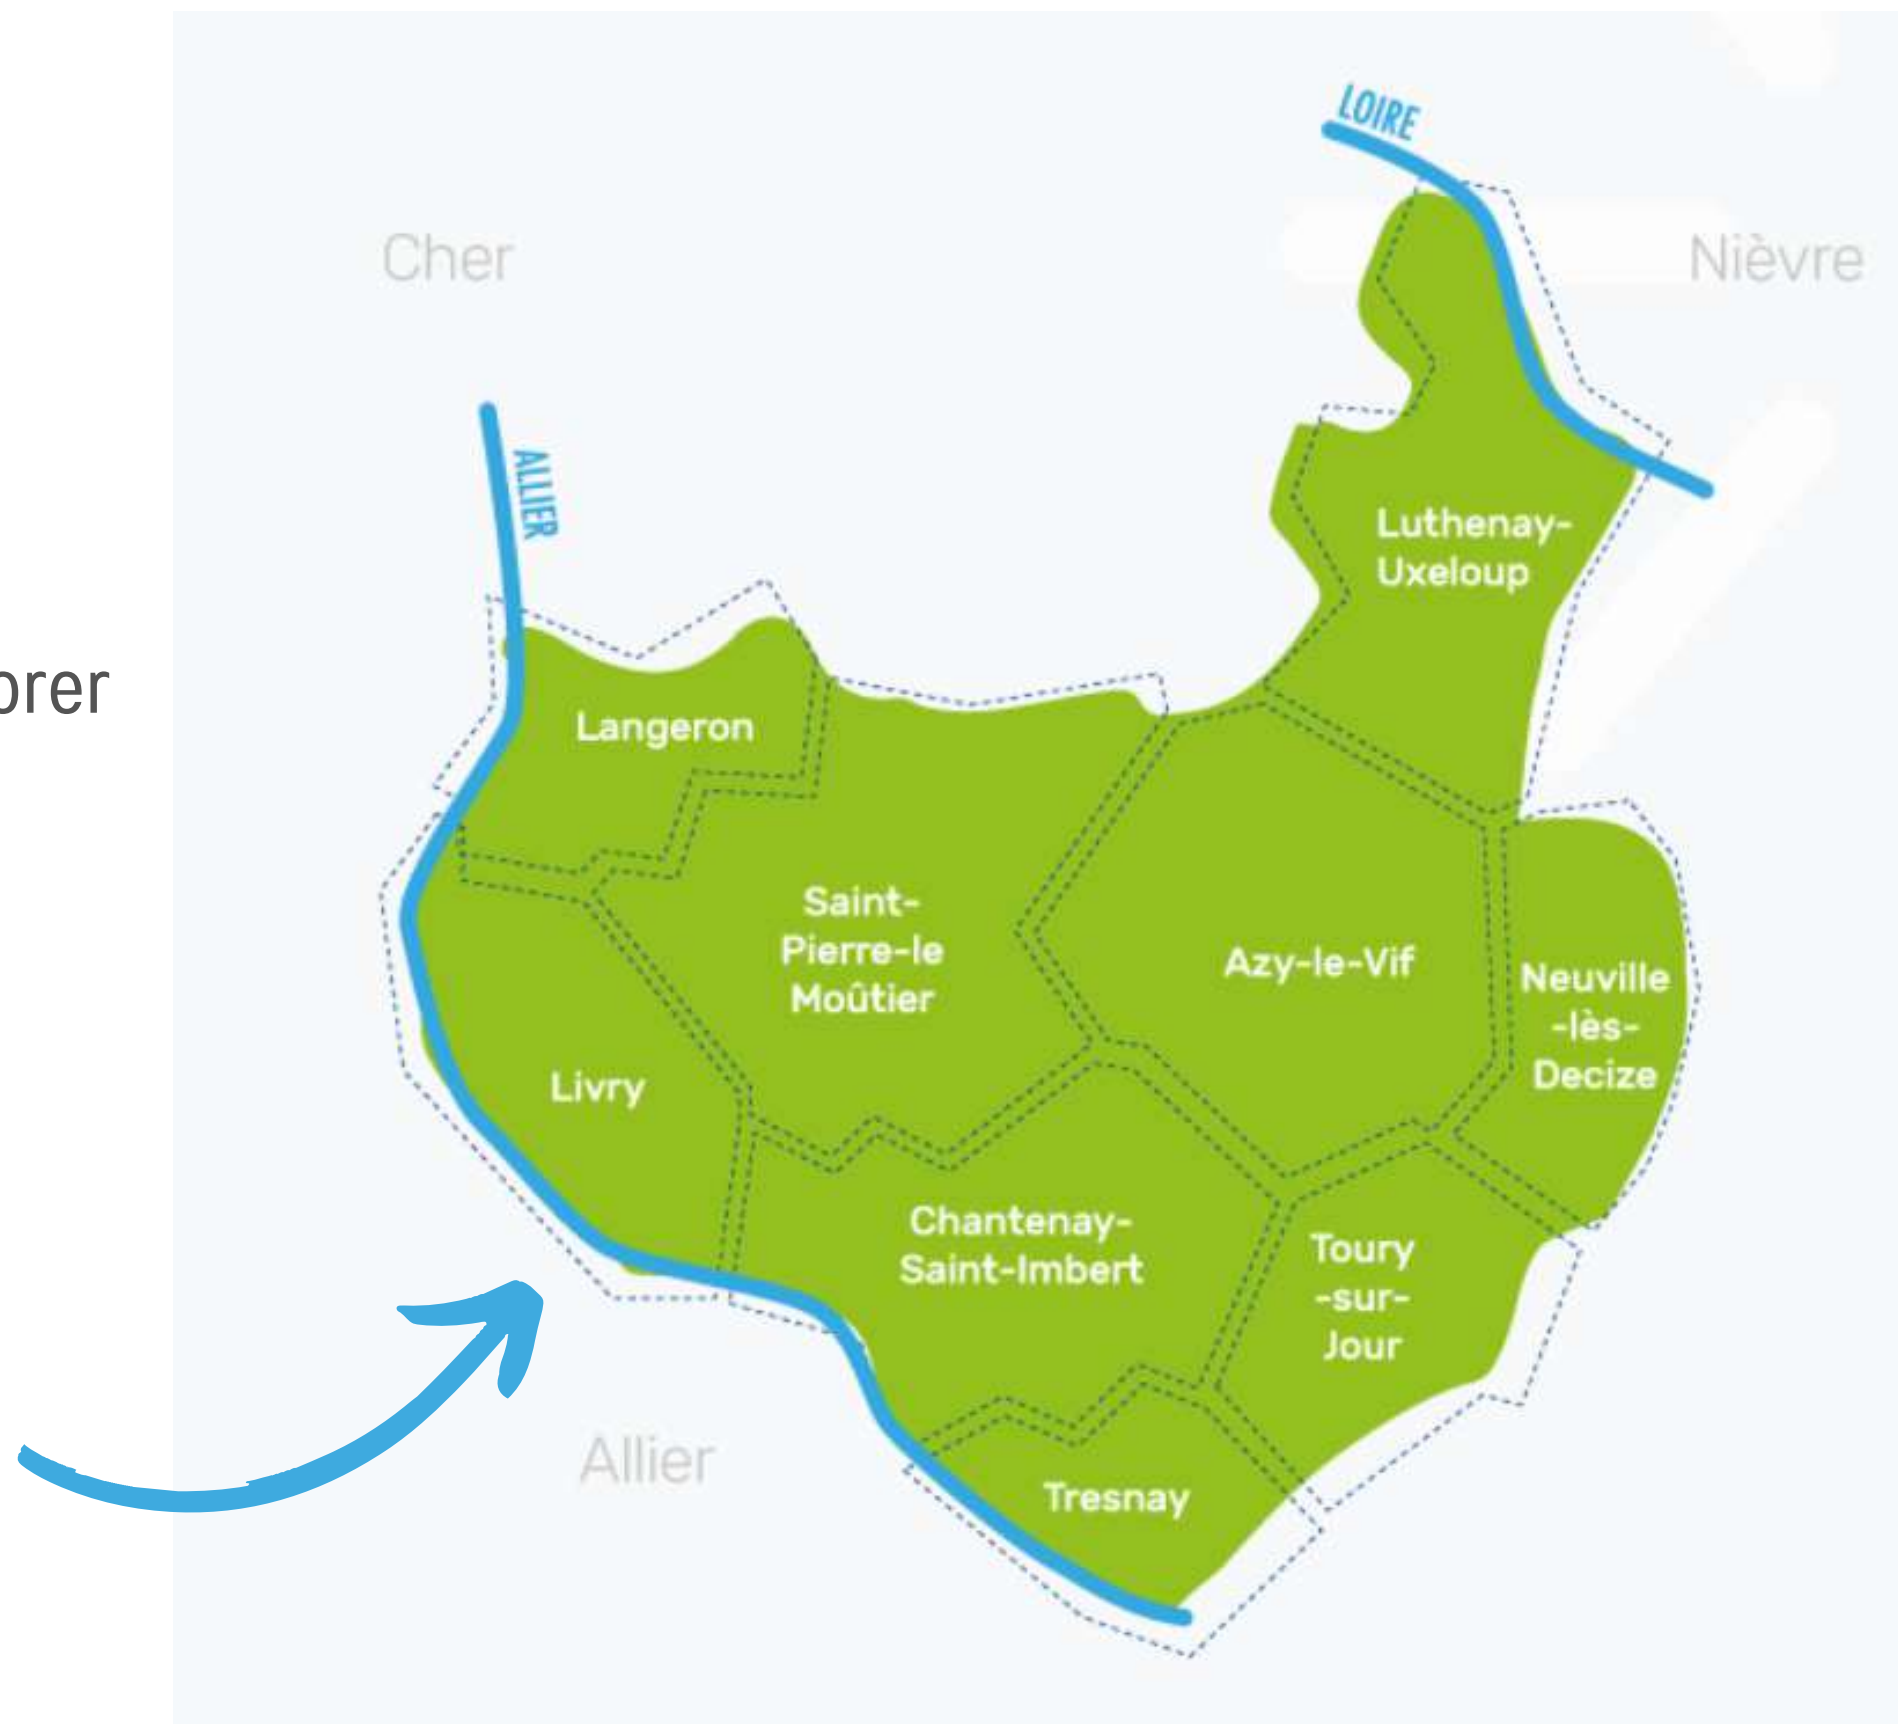 LOIRE
Cher
Nièvre
ALLIER
Luthenay-
Uxeloup
Langeron
Saint-
Pierre-le
Moûtier
Azy-le-Vif
Neuville
-lès-
Decize
Livry
Chantenay-
Saint-Imbert
Toury
-sur-
Jour
Allier
Tresnay